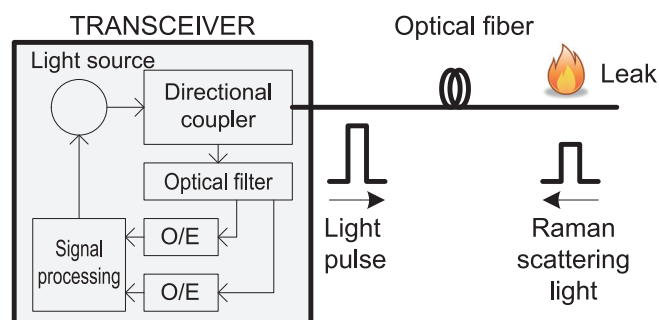 TRANSCEIVER
Optical fiber
Light source
Leak
Directional
coupler
Optical filter
O/E
Signal
processing
O/E
Light
pulse
Raman
scattering
light